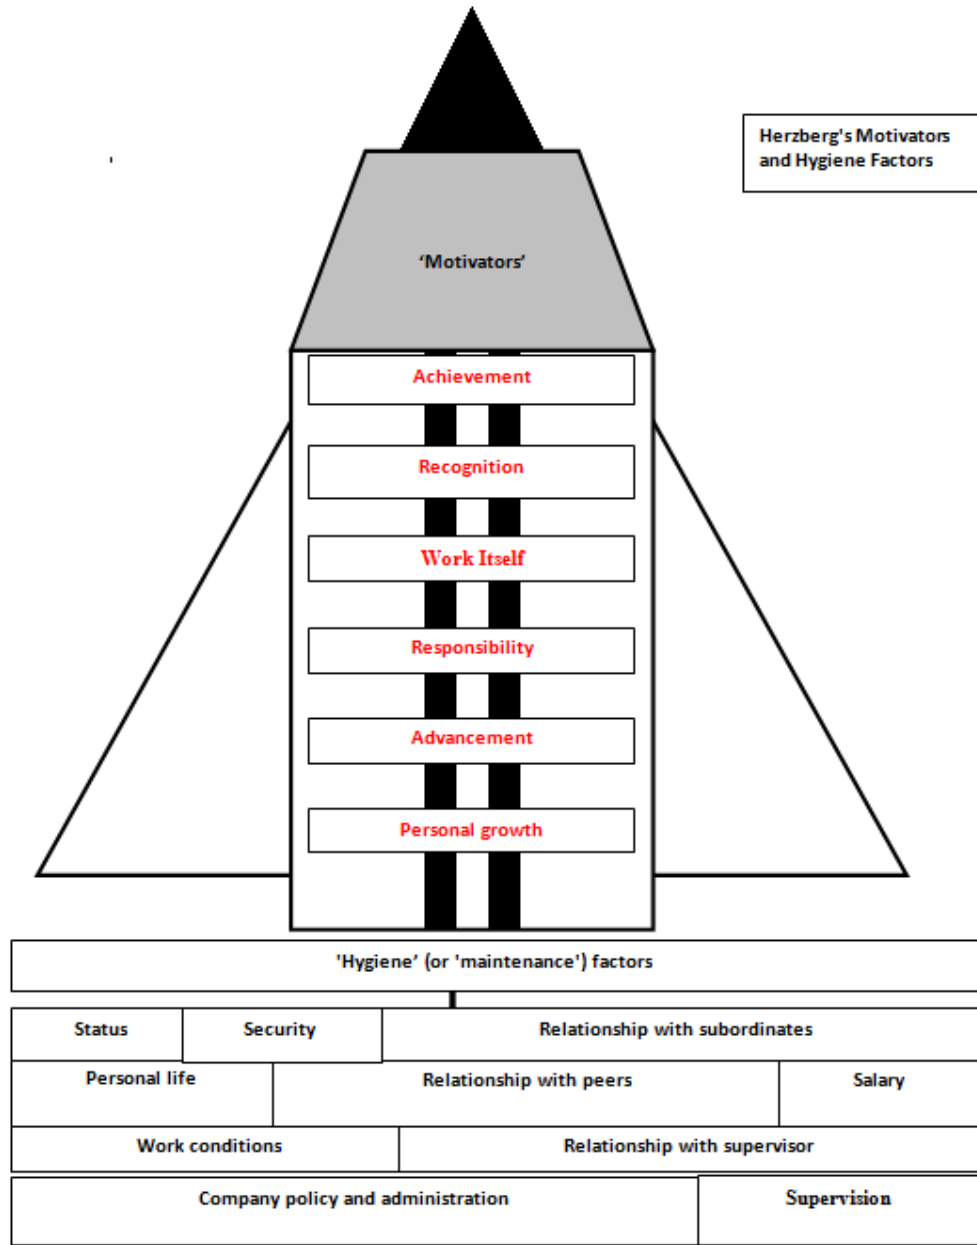 Herzberg's Motivators
and Hygiene Factors
‘Motivators’
Achievement
Recognition
Work Itself
Responsibility
Advancement
Personal growth
'Hygiene’ (or 'maintenance') factors
Status
Security
Relationship with subordinates
Personal life
Relationship with peers
Salary
Work conditions
Relationship with supervisor
Company policy and administration
Supervision